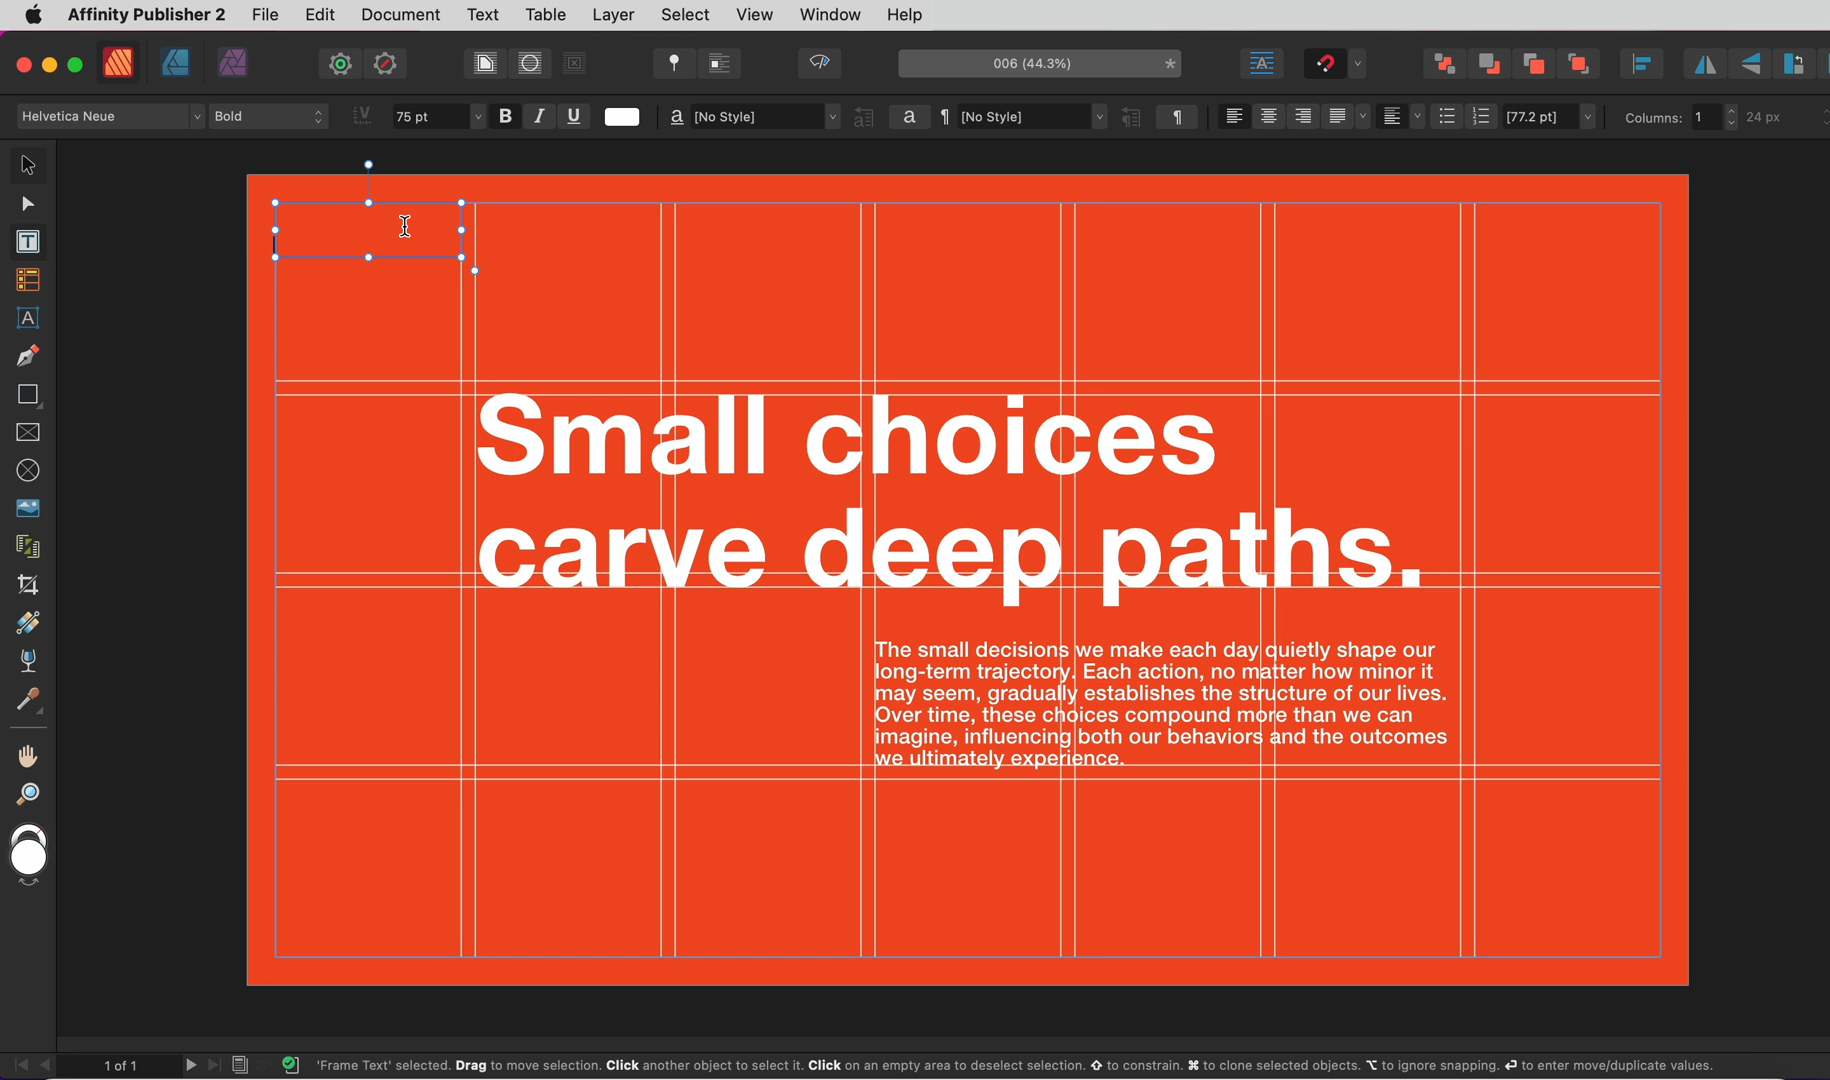 Affinity Publisher 2 File Edit Document Text Table Layer Select View Window Help
006 (44.3%) *
Helvetica Neue Bold 75 pt B I U a [No Style] a ¶ [No Style] ¶ [77.2 pt] Columns: 1 24 px
Small choices
carve deep paths.
The small decisions we make each day quietly shape our
long-term trajectory. Each action, no matter how minor it
may seem, gradually establishes the structure of our lives.
Over time, these choices compound more than we can
imagine, influencing both our behaviors and the outcomes
we ultimately experience.
1 of 1 'Frame Text' selected. Drag to move selection. Click another object to select it. Click on an empty area to deselect selection. ⇧ to constrain. ⌘ to clone selected objects. ⌥ to ignore snapping. ↵ to enter move/duplicate values.